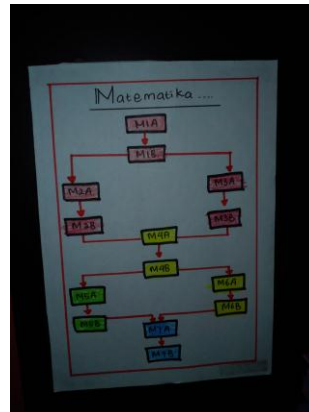 Matematika ....
M1A
M1B
M2A
M3A
M2B
M3B
M4A
M4B
M5A
M6A
M5B
M6B
M7A
M7B